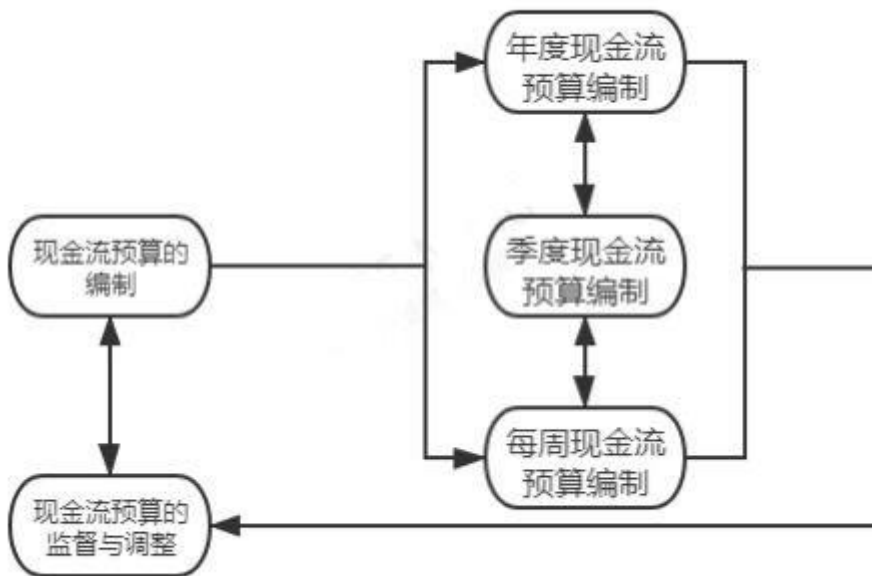 年度现金流
预算编制
现金流预算的
编制
季度现金流
预算编制
每周现金流
预算编制
现金流预算的
监督与调整